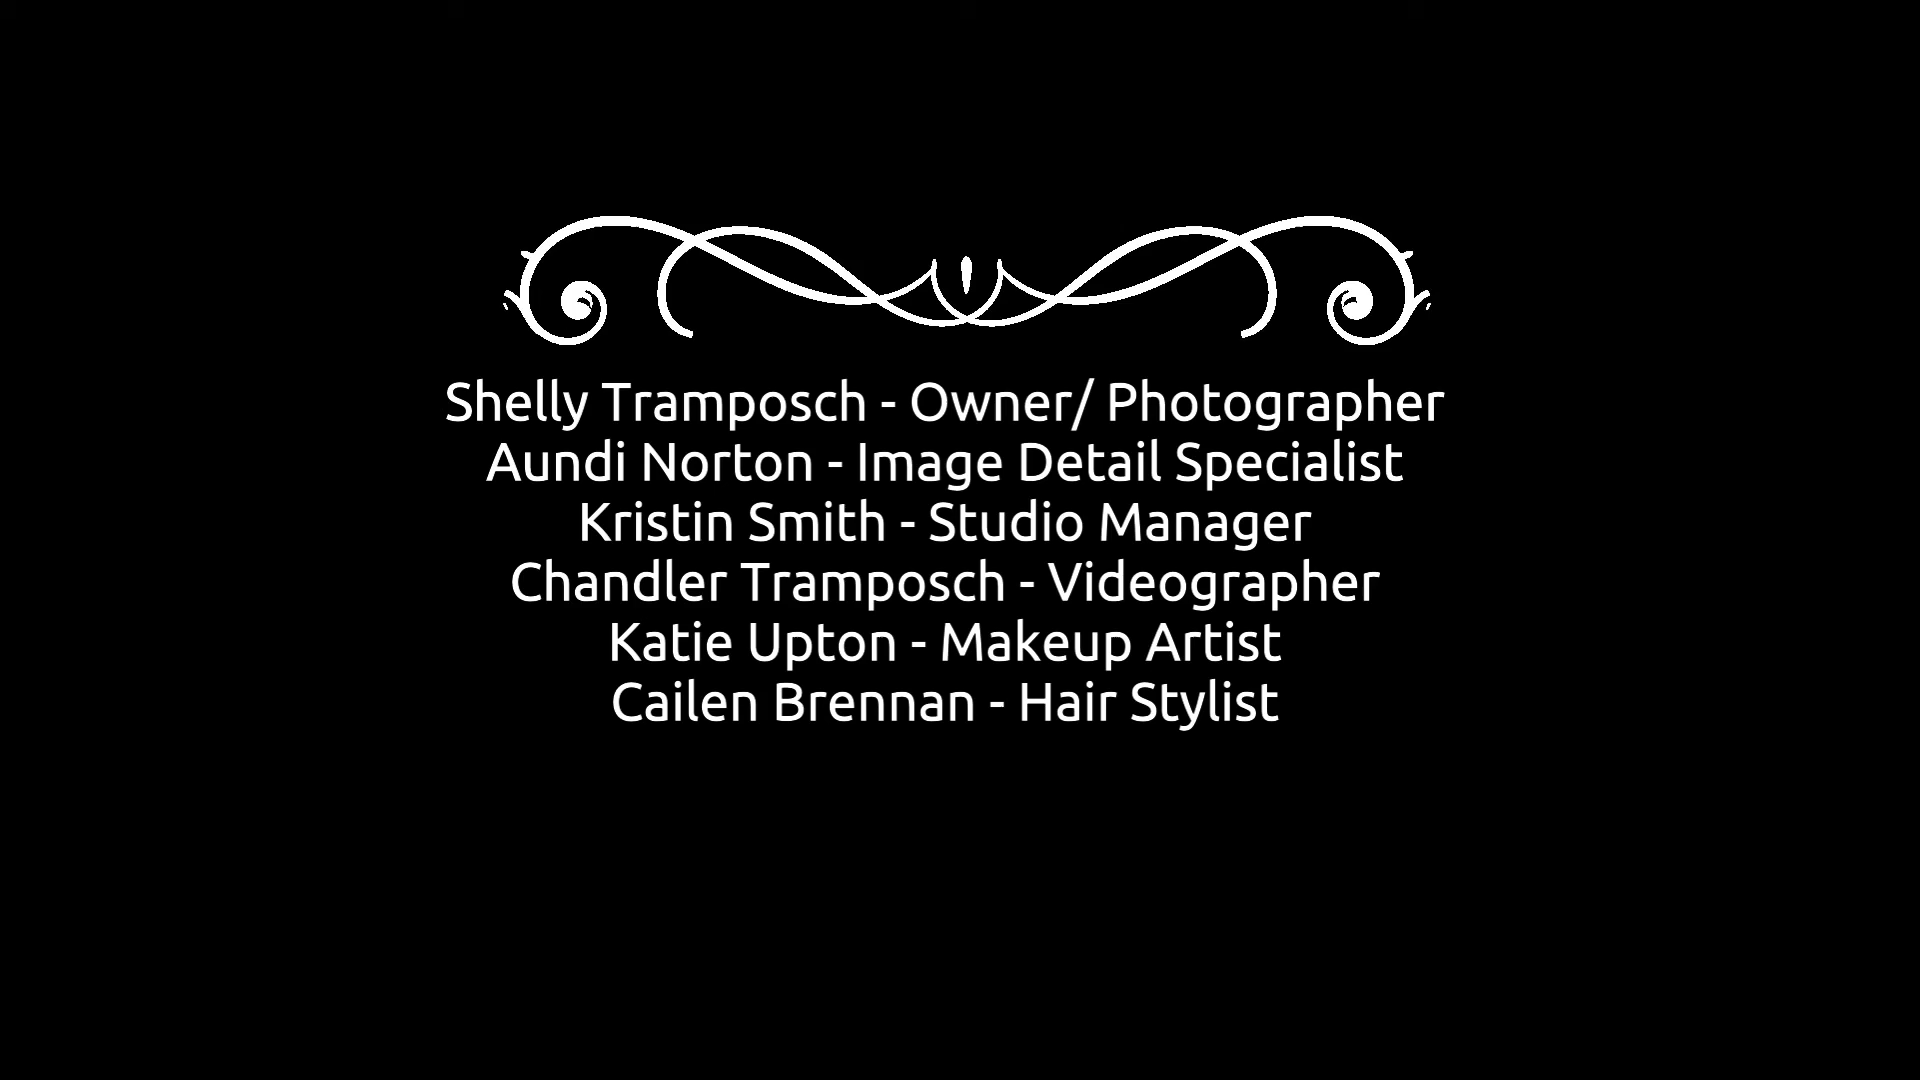 Shelly Tramposch - Owner/ Photographer
Aundi Norton - Image Detail Specialist
Kristin Smith - Studio Manager
Chandler Tramposch - Videographer
Katie Upton - Makeup Artist
Cailen Brennan - Hair Stylist